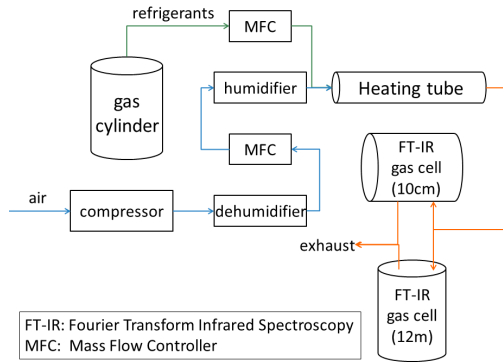 refrigerants
MFC
gas
cylinder
humidifier
Heating tube
MFC
FT-IR
gas cell
(10cm)
air
compressor
dehumidifier
exhaust
FT-IR
gas cell
(12m)
FT-IR: Fourier Transform Infrared Spectroscopy
MFC: Mass Flow Controller